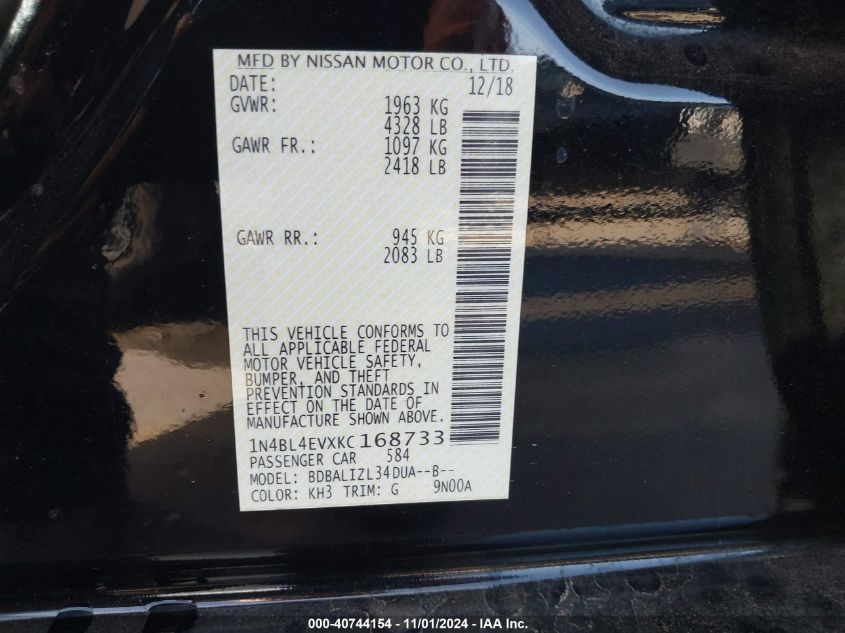 MFD BY NISSAN MOTOR CO., LTD.
DATE: 12/18
GVWR: 1963 KG
4328 LB
GAWR FR.: 1097 KG
2418 LB
GAWR RR.: 945 KG
2083 LB
THIS VEHICLE CONFORMS TO
ALL APPLICABLE FEDERAL
MOTOR VEHICLE SAFETY,
BUMPER, AND THEFT
PREVENTION STANDARDS IN
EFFECT ON THE DATE OF
MANUFACTURE SHOWN ABOVE.
1N4BL4EVXKC168733
PASSENGER CAR 584
MODEL: BDBALIZL34DUA--B--
COLOR: KH3 TRIM: G 9N00A
000-40744154 - 11/01/2024 - IAA Inc.